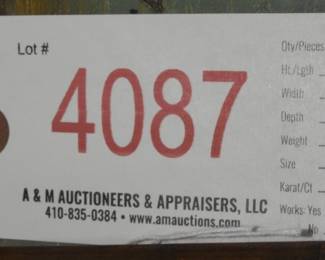 Lot #
4087
A & M AUCTIONEERS & APPRAISERS, LLC
410-835-0384 • www.amauctions.com
Qty/Pieces
Ht./Lgth
Width
Depth
Weight
Size
Karat/Ct
Works: Yes
No